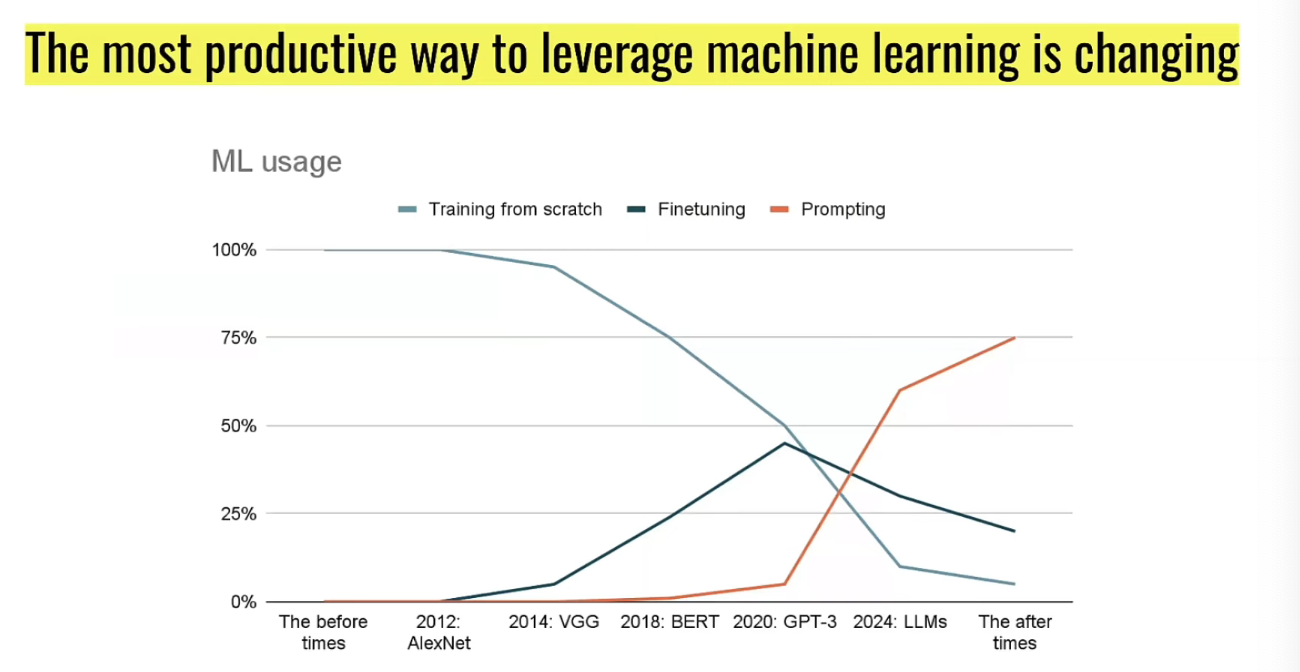 The most productive way to leverage machine learning is changing
ML usage
Training from scratch Finetuning Prompting
100%
75%
50%
25%
0%
The before times
2012: AlexNet
2014: VGG
2018: BERT
2020: GPT-3
2024: LLMs
The after times